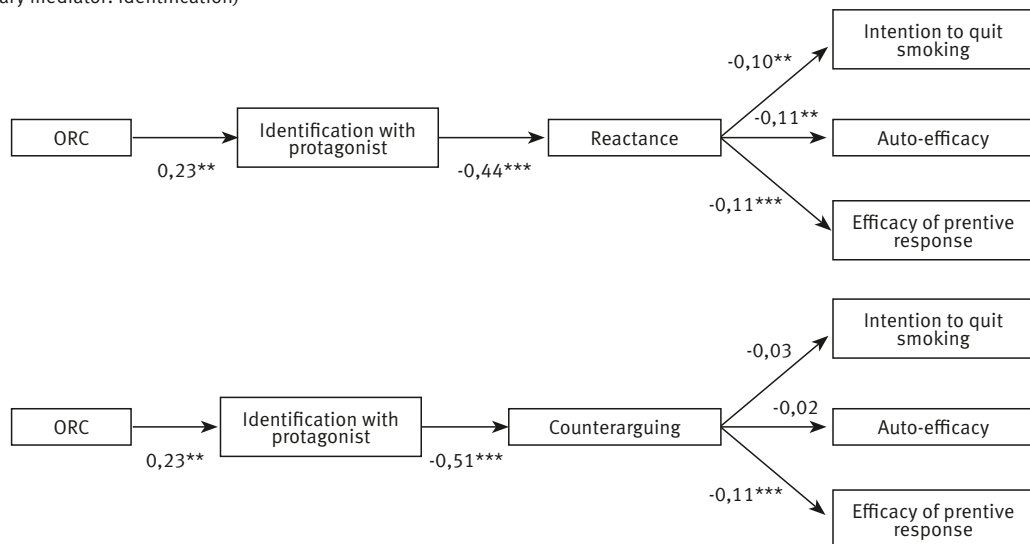 ary mediator: identification)
Intention to quit
smoking
-0,10**
ORC
Identification with
protagonist
Reactance
-0,11**
Auto-efficacy
0,23**
-0,44***
-0,11***
Efficacy of prentive
response
Intention to quit
smoking
-0,03
ORC
Identification with
protagonist
Counterarguing
-0,02
Auto-efficacy
0,23**
-0,51***
-0,11***
Efficacy of prentive
response